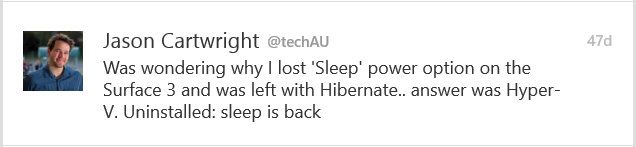 Jason Cartwright @techAU 47d
Was wondering why I lost 'Sleep' power option on the
Surface 3 and was left with Hibernate.. answer was Hyper-
V. Uninstalled: sleep is back